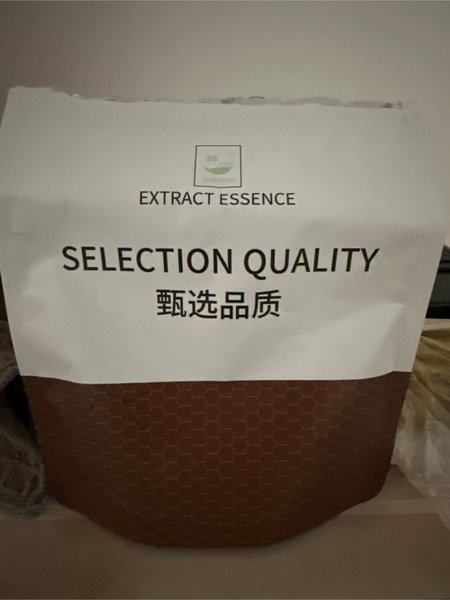 EXTRACT ESSENCE
SELECTION QUALITY
甄选品质